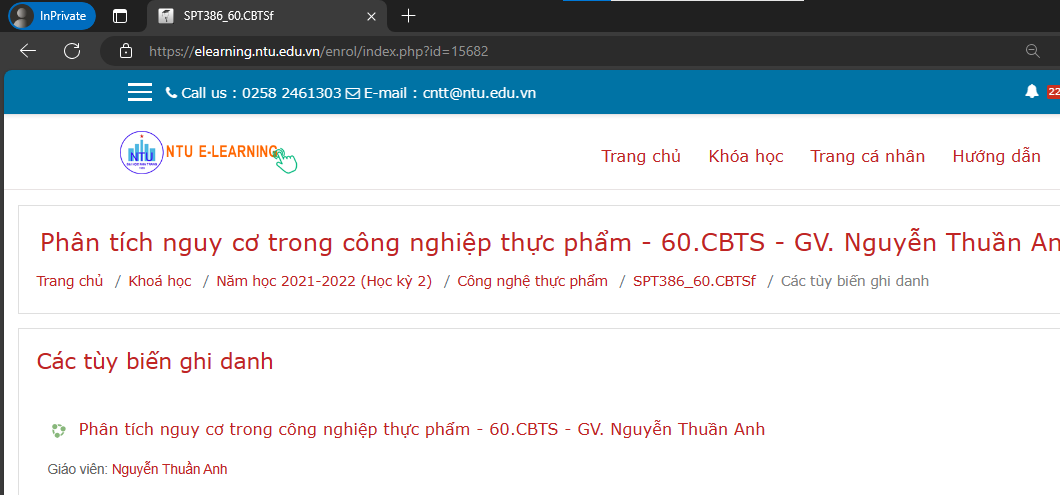 InPrivate
SPT386_60.CBTSf
https://elearning.ntu.edu.vn/enrol/index.php?id=15682
Call us : 0258 2461303 E-mail : cntt@ntu.edu.vn
22
NTU
NTU E-LEARNING
Trang chủ Khóa học Trang cá nhân Hướng dẫn
Phân tích nguy cơ trong công nghiệp thực phẩm - 60.CBTS - GV. Nguyễn Thuần An
Trang chủ / Khoá học / Năm học 2021-2022 (Học kỳ 2) / Công nghệ thực phẩm / SPT386_60.CBTSf / Các tùy biến ghi danh
Các tùy biến ghi danh
Phân tích nguy cơ trong công nghiệp thực phẩm - 60.CBTS - GV. Nguyễn Thuần Anh
Giáo viên: Nguyễn Thuần Anh